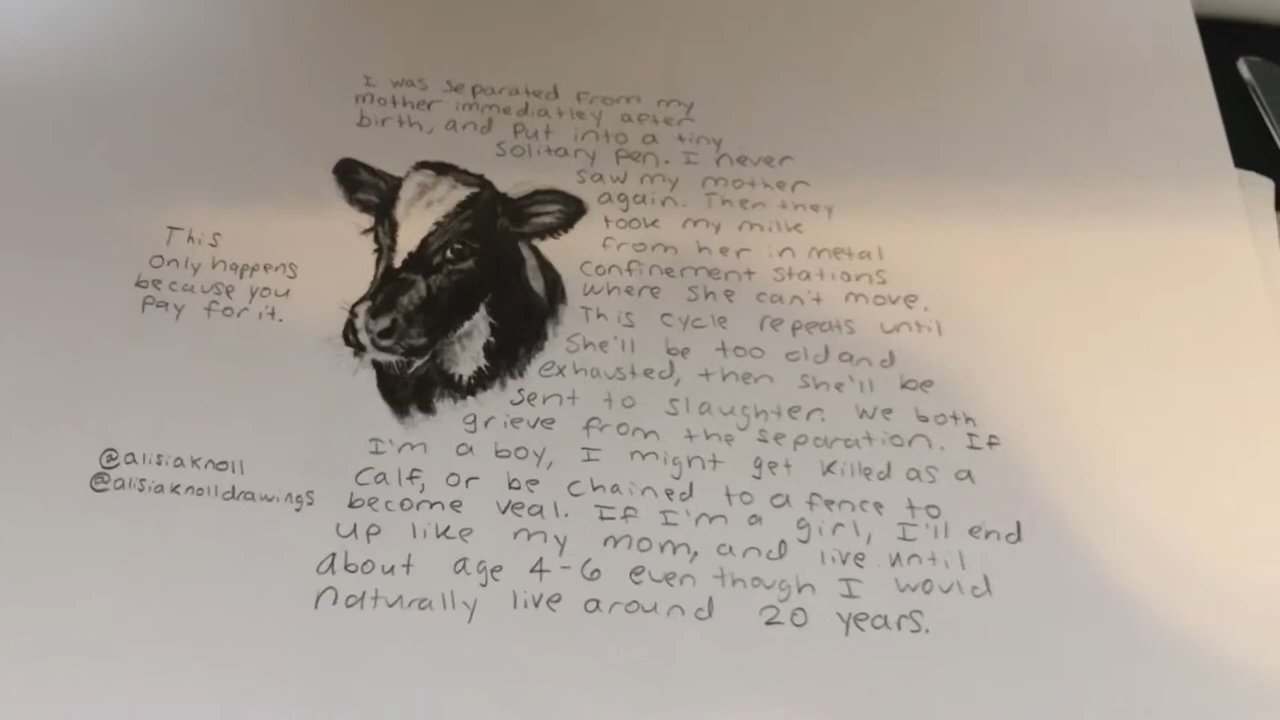 I was separated from my
mother immediatley after
birth, and put into a tiny
solitary pen. I never
saw my mother
again. Then they
took my milk
from her in metal
confinement stations
where she can't move.
This cycle repeats until
She'll be too old and
exhausted, then she'll be
sent to slaughter. We both
grieve from the separation. If
I'm a boy, I might get killed as a
calf, or be chained to a fence to
become veal. If I'm a girl, I'll end
up like my mom, and live until
about age 4-6 even though I would
naturally live around 20 years.
This
only happens
because you
pay for it.
@alisiaknoll
@alisiaknolldrawings